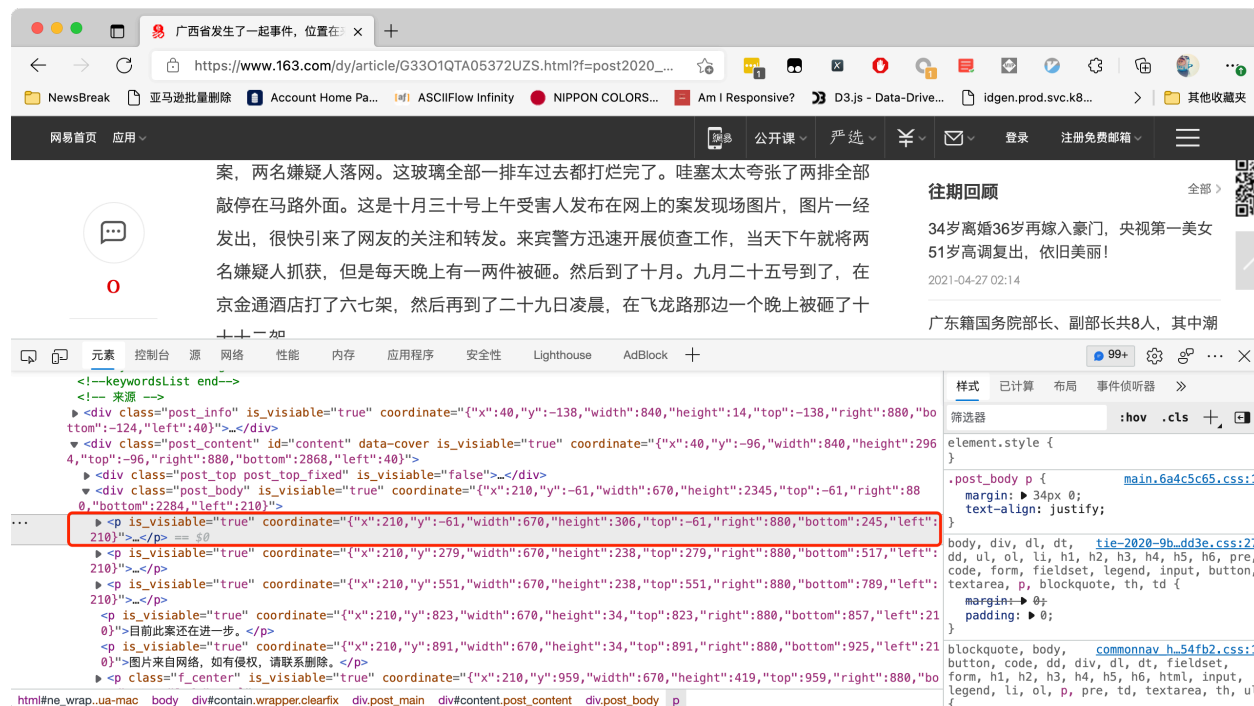 广西省发生了一起事件，位置在
https://www.163.com/dy/article/G33O1QTA05372UZS.html?f=post2020_...
NewsBreak 亚马逊批量删除 Account Home Pa... ASCIIFlow Infinity NIPPON COLORS... Am I Responsive? D3.js - Data-Drive... idgen.prod.svc.k8... 其他收藏夹
网易首页 应用 公开课 严选 登录 注册免费邮箱
案，两名嫌疑人落网。这玻璃全部一排车过去都打烂完了。哇塞太太夸张了两排全部
敲停在马路外面。这是十月三十号上午受害人发布在网上的案发现场图片，图片一经
发出，很快引来了网友的关注和转发。来宾警方迅速开展侦查工作，当天下午就将两
名嫌疑人抓获，但是每天晚上有一两件被砸。然后到了十月。九月二十五号到了，在
京金通酒店打了六七架，然后再到了二十九日凌晨，在飞龙路那边一个晚上被砸了十
0
往期回顾 全部
34岁离婚36岁再嫁入豪门，央视第一美女
51岁高调复出，依旧美丽！
2021-04-27 02:14
广东籍国务院部长、副部长共8人，其中潮
元素 控制台 源 网络 性能 内存 应用程序 安全性 Lighthouse AdBlock 99+
<!--keywordsList end-->
<!-- 来源 -->
<div class="post_info" is_visiable="true" coordinate="{"x":40,"y":-138,"width":840,"height":14,"top":-138,"right":880,"bo
ttom":-124,"left":40}">…</div>
<div class="post_content" id="content" data-cover is_visiable="true" coordinate="{"x":40,"y":-96,"width":840,"height":296
4,"top":-96,"right":880,"bottom":2868,"left":40}">
<div class="post_top post_top_fixed" is_visiable="false">…</div>
<div class="post_body" is_visiable="true" coordinate="{"x":210,"y":-61,"width":670,"height":2345,"top":-61,"right":88
0,"bottom":2284,"left":210}">
<p is_visiable="true" coordinate="{"x":210,"y":-61,"width":670,"height":306,"top":-61,"right":880,"bottom":245,"left":
210}">…</p> == $0
<p is_visiable="true" coordinate="{"x":210,"y":279,"width":670,"height":238,"top":279,"right":880,"bottom":517,"left":
210}">…</p>
<p is_visiable="true" coordinate="{"x":210,"y":551,"width":670,"height":238,"top":551,"right":880,"bottom":789,"left":
210}">…</p>
<p is_visiable="true" coordinate="{"x":210,"y":823,"width":670,"height":34,"top":823,"right":880,"bottom":857,"left":21
0}">目前此案还在进一步。</p>
<p is_visiable="true" coordinate="{"x":210,"y":891,"width":670,"height":34,"top":891,"right":880,"bottom":925,"left":21
0}">图片来自网络，如有侵权，请联系删除。</p>
<p class="f_center" is_visiable="true" coordinate="{"x":210,"y":959,"width":670,"height":419,"top":959,"right":880,"bo
html#ne_wrap..ua-mac body div#contain.wrapper.clearfix div.post_main div#content.post_content div.post_body p
样式 已计算 布局 事件侦听器
筛选器 :hov .cls
element.style {
}
.post_body p { main.6a4c5c65.css:1
margin: 34px 0;
text-align: justify;
}
body, div, dl, dt, tie-2020-9b…dd3e.css:27
dd, ul, ol, li, h1, h2, h3, h4, h5, h6, pre,
code, form, fieldset, legend, input, button,
textarea, p, blockquote, th, td {
margin: 0;
padding: 0;
}
blockquote, body, commonnav_h…54fb2.css:1
button, code, dd, div, dl, dt, fieldset,
form, h1, h2, h3, h4, h5, h6, html, input,
legend, li, ol, p, pre, td, textarea, th, ul
{